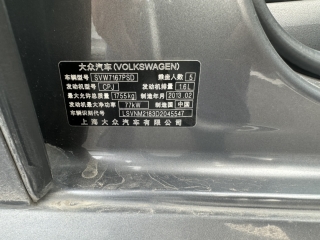 大众汽车(VOLKSWAGEN)
车辆型号 SVW7167PSD 乘坐人数 5
发动机型号 CPJ 发动机排量 1.6L
最大允许总质量 1755kg 制造年月 2013.02
发动机额定功率 77kW 制造国 中国
车辆识别代号 LSVNM2183D2045547
上海大众汽车有限公司